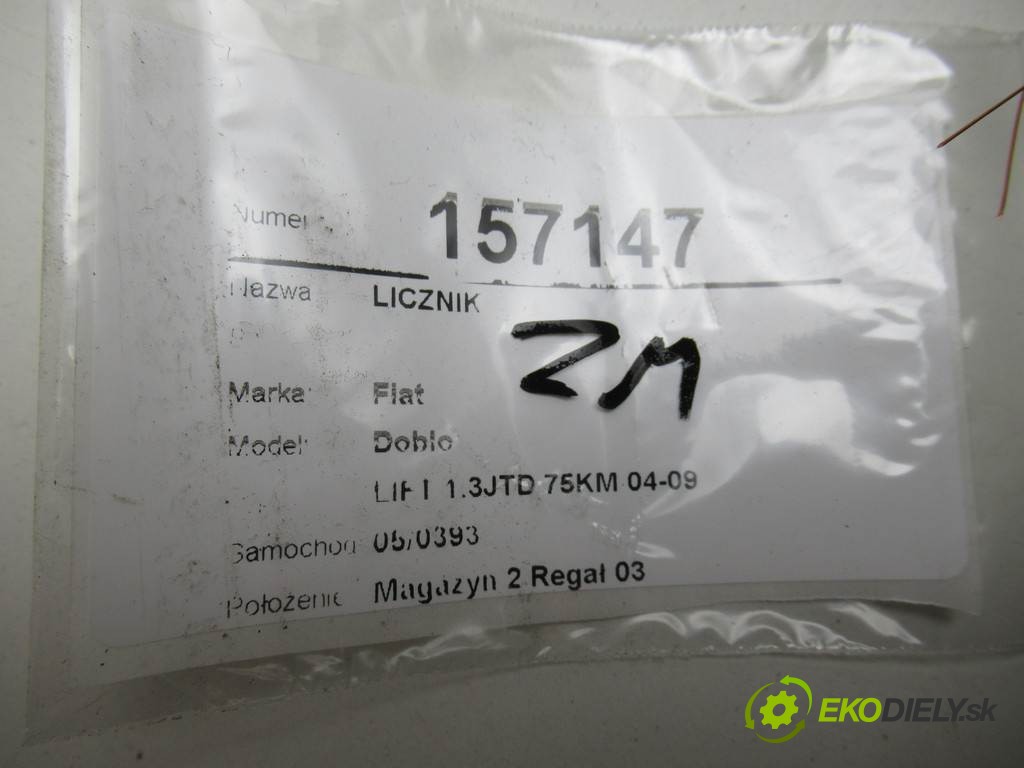 Numer 157147
Nazwa LICZNIK
ZM
Marka: Fiat
Model: Doblo
LIFT 1.3JTD 75KM 04-09
Samochód 05/0393
Położenie Magazyn 2 Regał 03
EKODIELY.sk